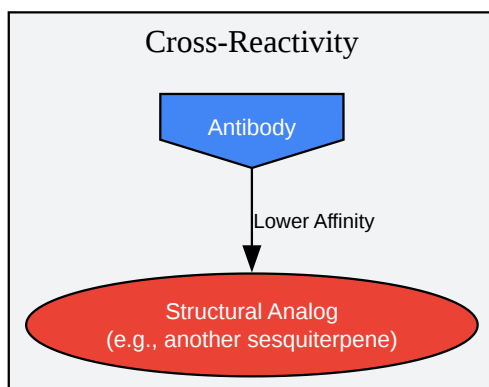 Cross-Reactivity
Antibody
Lower Affinity
Structural Analog
(e.g., another sesquiterpene)